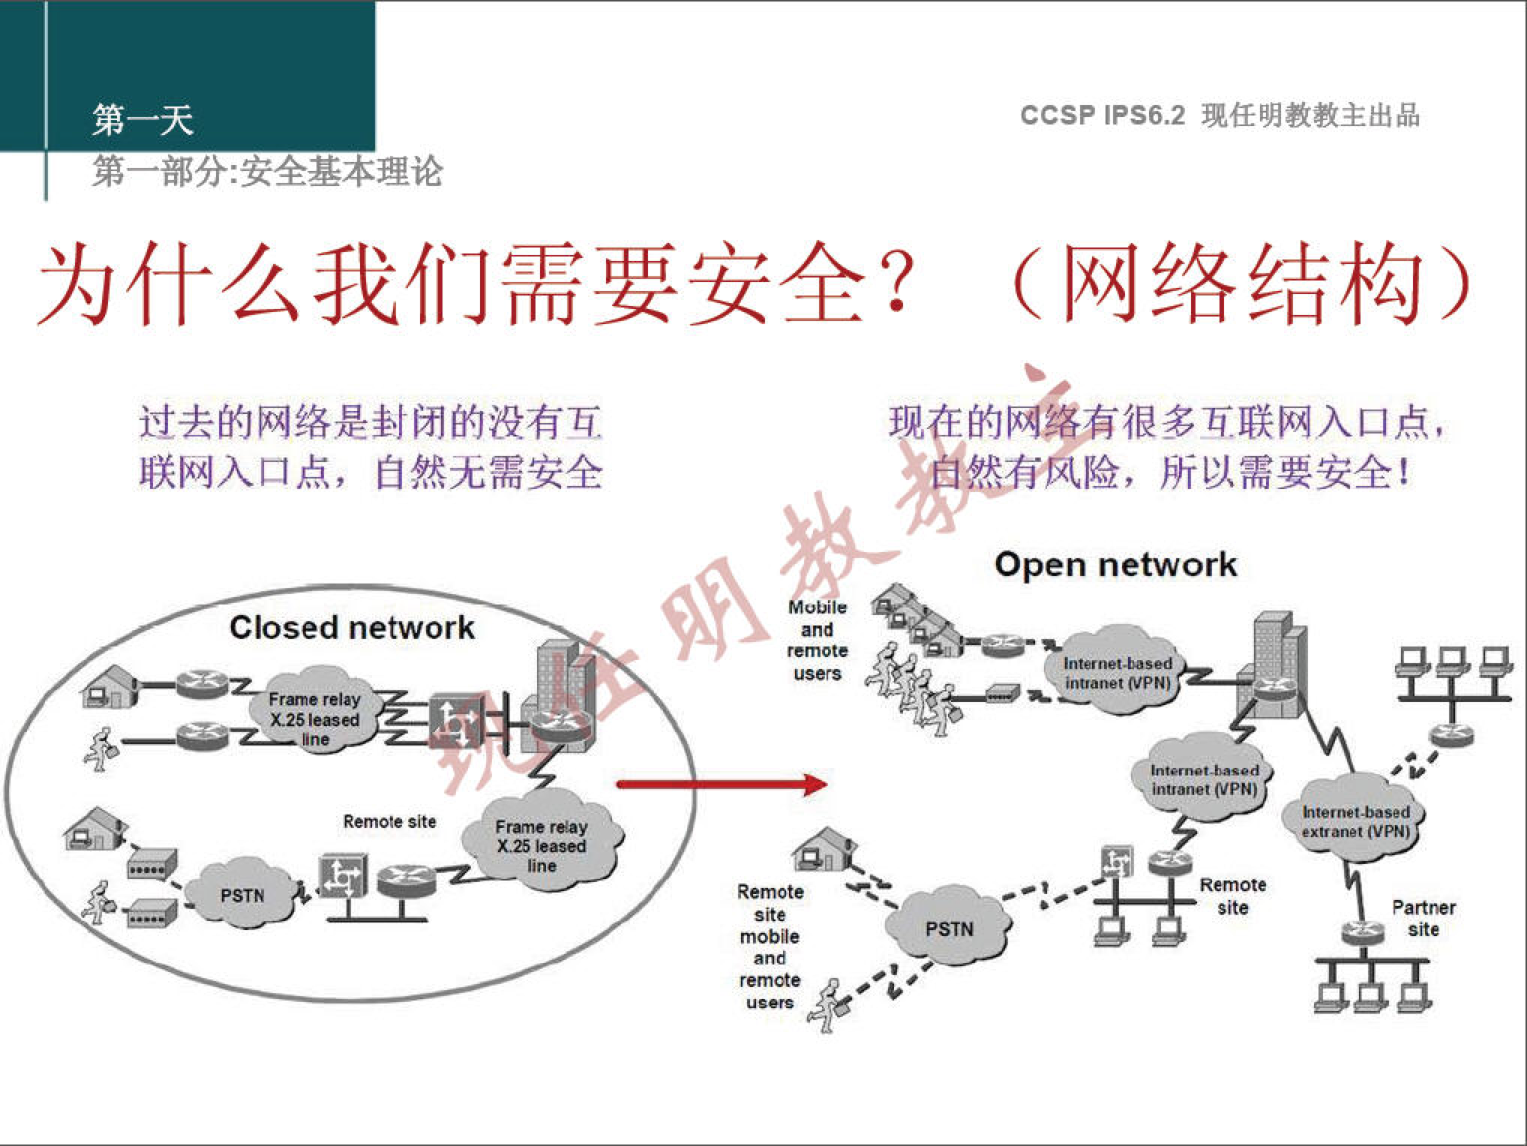 第一天
CCSP IPS6.2 现任明教教主出品
第一部分:安全基本理论
为什么我们需要安全？（网络结构）
过去的网络是封闭的没有互
联网入口点，自然无需安全
现在的网络有很多互联网入口点，
自然有风险，所以需要安全！
现任明教教主
Closed network
Frame relay
X.25 leased
line
Remote site
Frame relay
X.25 leased
line
PSTN
Open network
Mobile
and
remote
users
Internet-based
intranet (VPN)
Internet-based
intranet (VPN)
Internet-based
extranet (VPN)
Remote
site
mobile
and
remote
users
PSTN
Remote
site
Partner
site